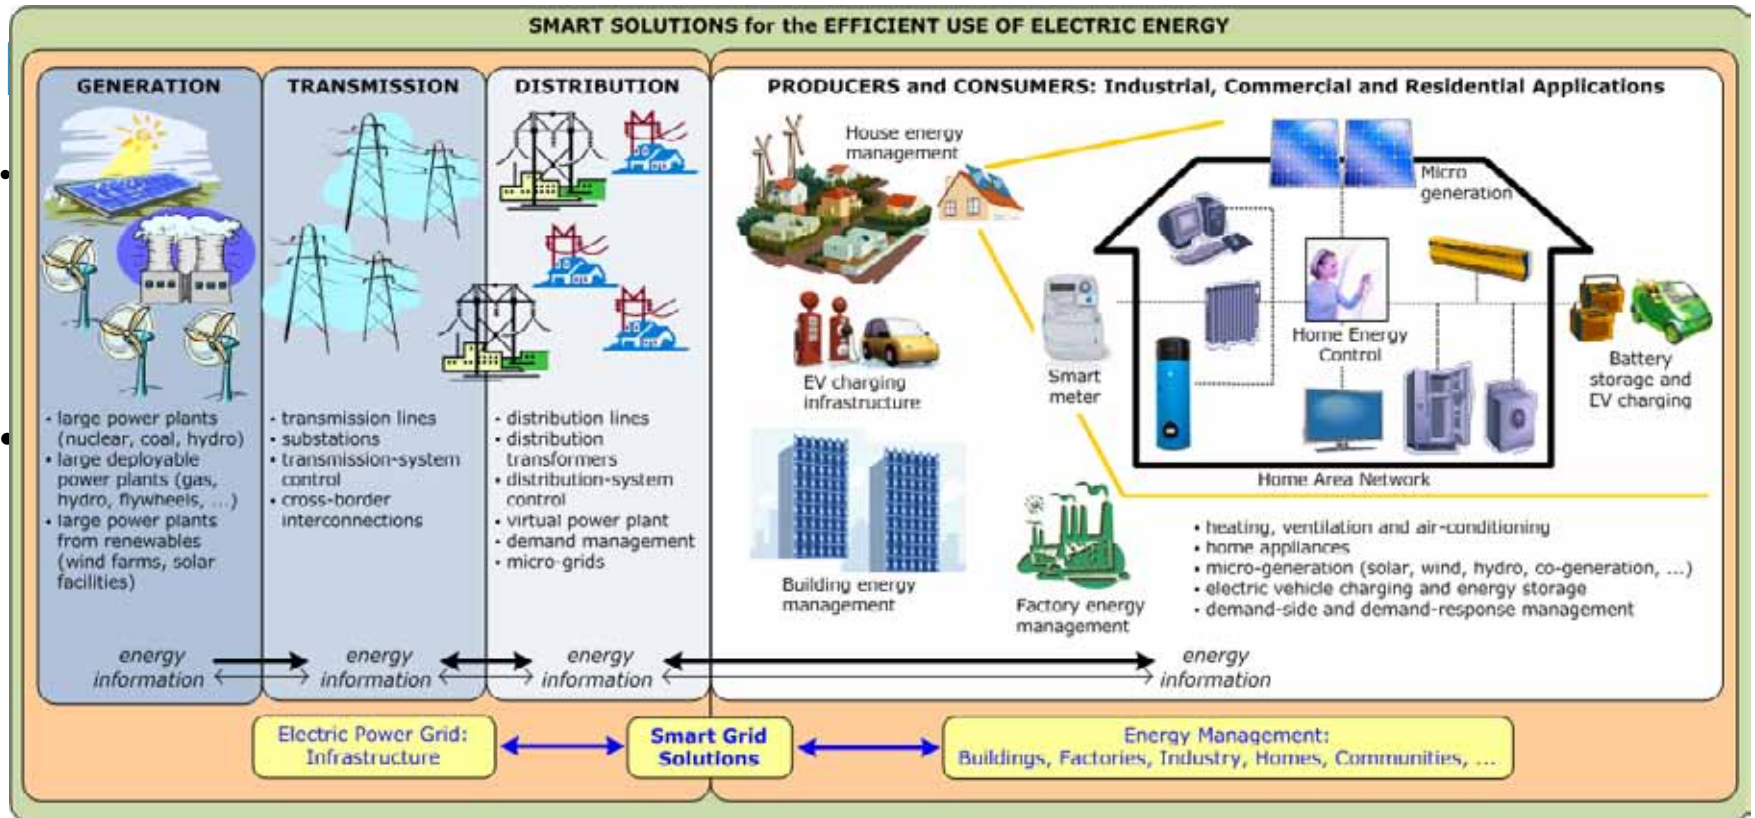 SMART SOLUTIONS for the EFFICIENT USE OF ELECTRIC ENERGY
GENERATION
• large power plants
(nuclear, coal, hydro)
• large deployable
power plants (gas,
hydro, flywheels, ...)
• large power plants
from renewables
(wind farms, solar
facilities)
TRANSMISSION
• transmission lines
• substations
• transmission-system
control
• cross-border
interconnections
DISTRIBUTION
• distribution lines
• distribution
transformers
• distribution-system
control
• virtual power plant
• demand management
• micro-grids
PRODUCERS and CONSUMERS: Industrial, Commercial and Residential Applications
House energy
management
EV charging
infrastructure
Building energy
management
Factory energy
management
Smart
meter
Micro
generation
Home Energy
Control
Battery
storage and
EV charging
Home Area Network
• heating, ventilation and air-conditioning
• home appliances
• micro-generation (solar, wind, hydro, co-generation, ...)
• electric vehicle charging and energy storage
• demand-side and demand-response management
energy
information
energy
information
energy
information
energy
information
Electric Power Grid:
Infrastructure
Smart Grid
Solutions
Energy Management:
Buildings, Factories, Industry, Homes, Communities, ...